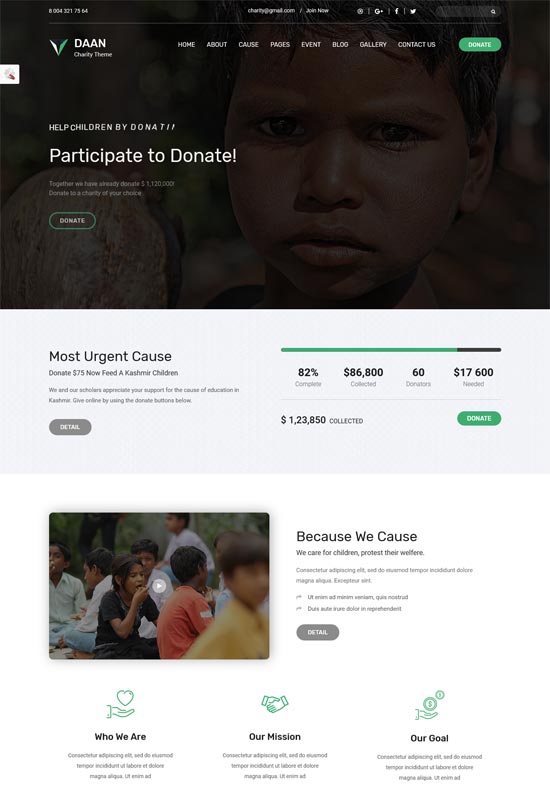 8 004 321 75 64
charity@gmail.com / Join Now
DAAN
Charity Theme
HOME ABOUT CAUSE PAGES EVENT BLOG GALLERY CONTACT US DONATE
HELP CHILDREN BY DONATI
Participate to Donate!
Together we have already donate $ 1,120,000!
Donate to a charity of your choice
DONATE
Most Urgent Cause
Donate $75 Now Feed A Kashmir Children
We and our scholars appreciate your support for the cause of education in
Kashmir. Give online by using the donate buttons below.
DETAIL
82% $86,800 60 $17 600
Complete Collected Donators Needed
$ 1,23,850 COLLECTED
DONATE
Because We Cause
We care for children, protest their welfere.
Consectetur adipiscing elit, sed do eiusmod tempor incididunt dolore
magna aliqua. Excepteur sint.
Ut enim ad minim veniam, quis nostrud
Duis aute irure dolor in reprehenderit
DETAIL
Who We Are
Consectetur adipiscing elit, sed do eiusmod
tempor incididunt ut labore et dolore
magna aliqua. Ut enim ad
Our Mission
Consectetur adipiscing elit, sed do eiusmod
tempor incididunt ut labore et dolore
magna aliqua. Ut enim ad
Our Goal
Consectetur adipiscing elit, sed do eiusmod
tempor incididunt ut labore et dolore
magna aliqua. Ut enim ad